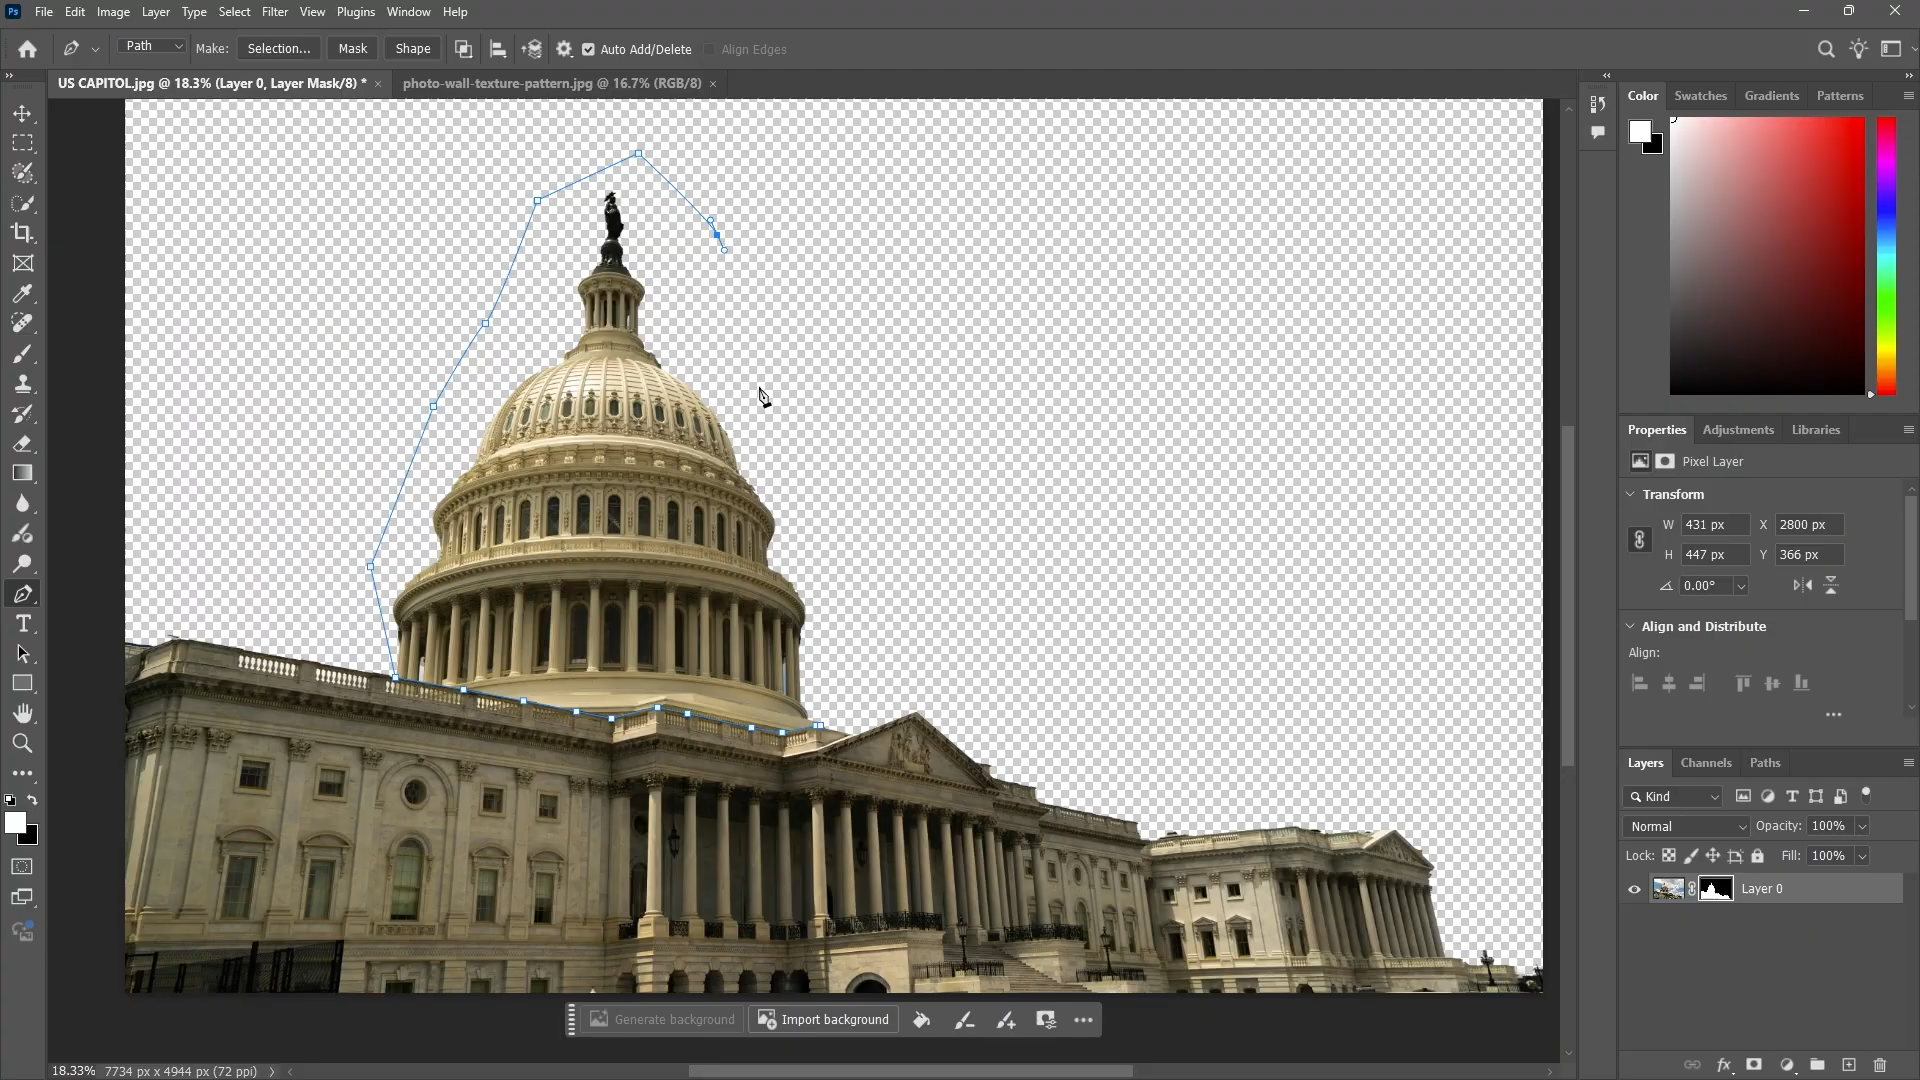 Ps File Edit Image Layer Type Select Filter View Plugins Window Help
Path Make: Selection... Mask Shape Auto Add/Delete Align Edges
US CAPITOL.jpg @ 18.3% (Layer 0, Layer Mask/8) * × photo-wall-texture-pattern.jpg @ 16.7% (RGB/8) ×
Color Swatches Gradients Patterns
Properties Adjustments Libraries
Pixel Layer
Transform
W 431 px X 2800 px
H 447 px Y 366 px
0.00°
Align and Distribute
Align:
Layers Channels Paths
Kind
Normal Opacity: 100%
Lock: Fill: 100%
Layer 0
Generate background Import background
18.33% 7734 px x 4944 px (72 ppi)